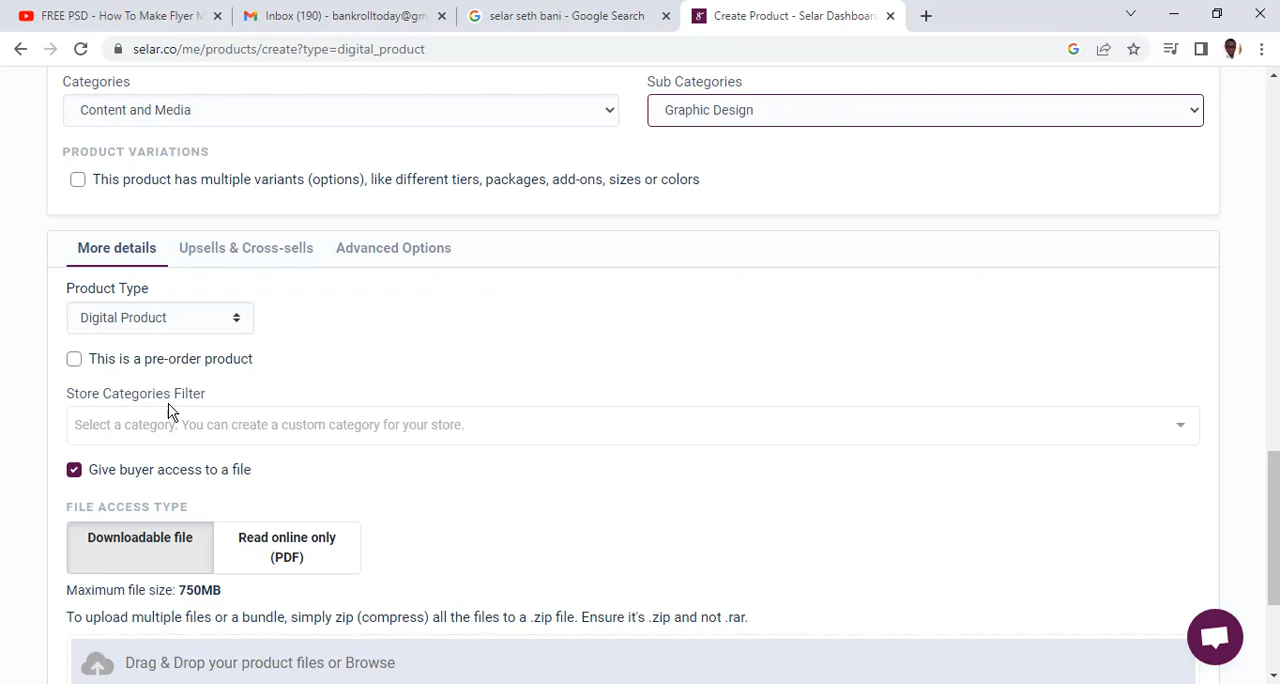 FREE PSD - How To Make Flyer M
Inbox (190) - bankrolltoday@gm
selar seth bani - Google Search
Create Product - Selar Dashboar
selar.co/me/products/create?type=digital_product
Categories
Sub Categories
Content and Media
Graphic Design
PRODUCT VARIATIONS
This product has multiple variants (options), like different tiers, packages, add-ons, sizes or colors
More details
Upsells & Cross-sells
Advanced Options
Product Type
Digital Product
This is a pre-order product
Store Categories Filter
Select a category. You can create a custom category for your store.
Give buyer access to a file
FILE ACCESS TYPE
Downloadable file
Read online only
(PDF)
Maximum file size: 750MB
To upload multiple files or a bundle, simply zip (compress) all the files to a .zip file. Ensure it's .zip and not .rar.
Drag & Drop your product files or Browse